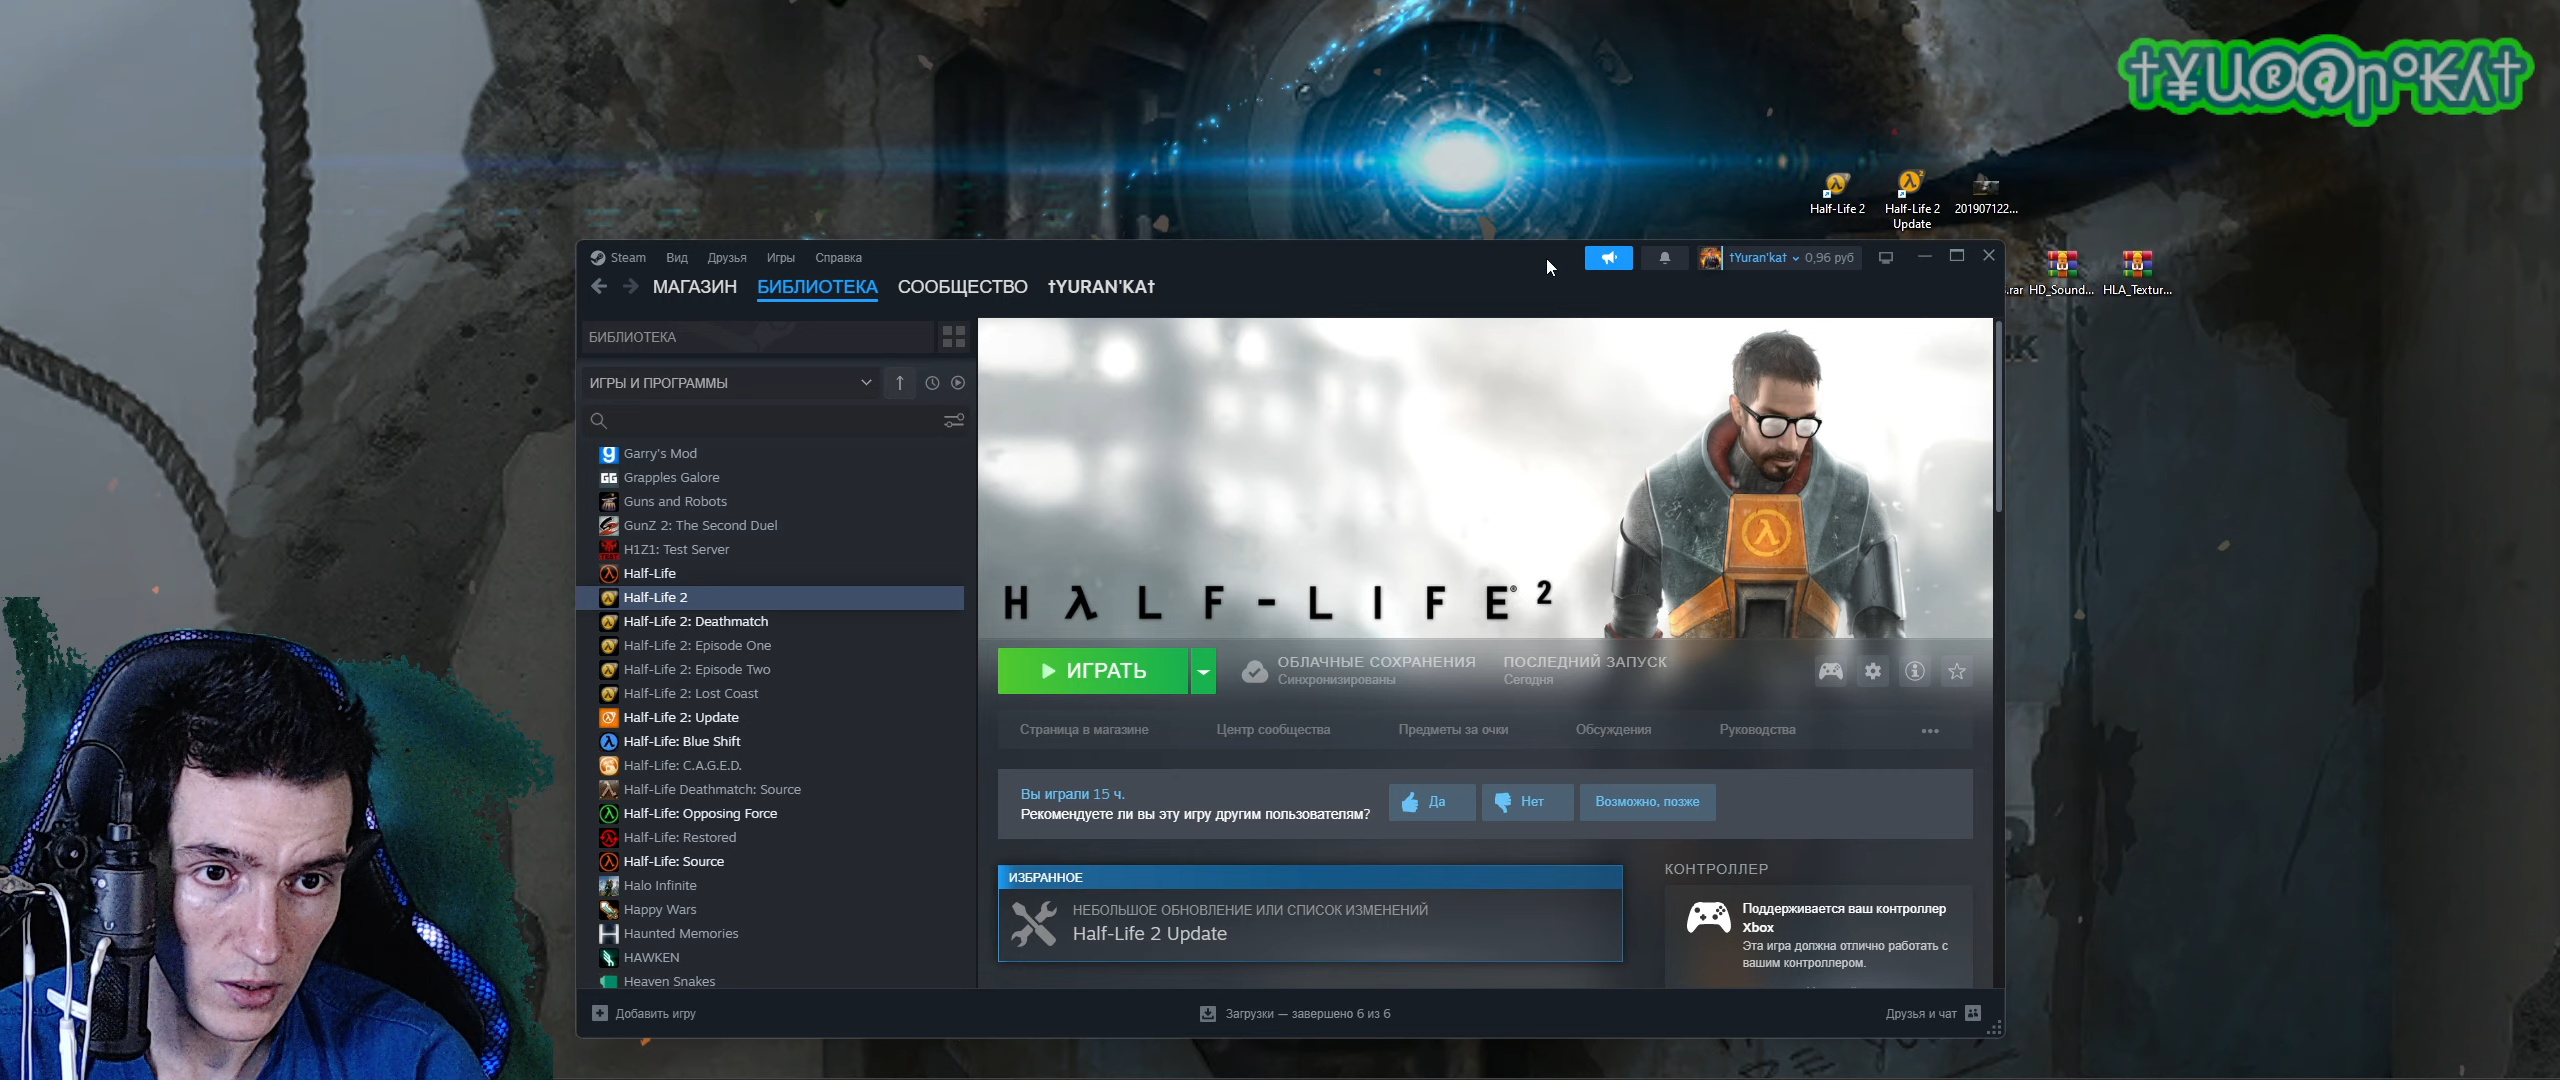 †¥U®@n°K∧†
Half-Life 2
Half-Life 2
Update
201907122...
.rar
HD_Sound...
HLA_Textur...
Steam
Вид
Друзья
Игры
Справка
†Yuran'ka†
0,96 руб
МАГАЗИН
БИБЛИОТЕКА
СООБЩЕСТВО
†YURAN'KA†
БИБЛИОТЕКА
ИГРЫ И ПРОГРАММЫ
Garry's Mod
Grapples Galore
Guns and Robots
GunZ 2: The Second Duel
H1Z1: Test Server
Half-Life
Half-Life 2
Half-Life 2: Deathmatch
Half-Life 2: Episode One
Half-Life 2: Episode Two
Half-Life 2: Lost Coast
Half-Life 2: Update
Half-Life: Blue Shift
Half-Life: C.A.G.E.D.
Half-Life Deathmatch: Source
Half-Life: Opposing Force
Half-Life: Restored
Half-Life: Source
Halo Infinite
Happy Wars
Haunted Memories
HAWKEN
Heaven Snakes
HλLF-LIFE® 2
ИГРАТЬ
ОБЛАЧНЫЕ СОХРАНЕНИЯ
Синхронизированы
ПОСЛЕДНИЙ ЗАПУСК
Сегодня
Страница в магазине
Центр сообщества
Предметы за очки
Обсуждения
Руководства
Вы играли 15 ч.
Рекомендуете ли вы эту игру другим пользователям?
Да
Нет
Возможно, позже
ИЗБРАННОЕ
НЕБОЛЬШОЕ ОБНОВЛЕНИЕ ИЛИ СПИСОК ИЗМЕНЕНИЙ
Half-Life 2 Update
КОНТРОЛЛЕР
Поддерживается ваш контроллер
Xbox
Эта игра должна отлично работать с
вашим контроллером.
Добавить игру
Загрузки — завершено 6 из 6
Друзья и чат